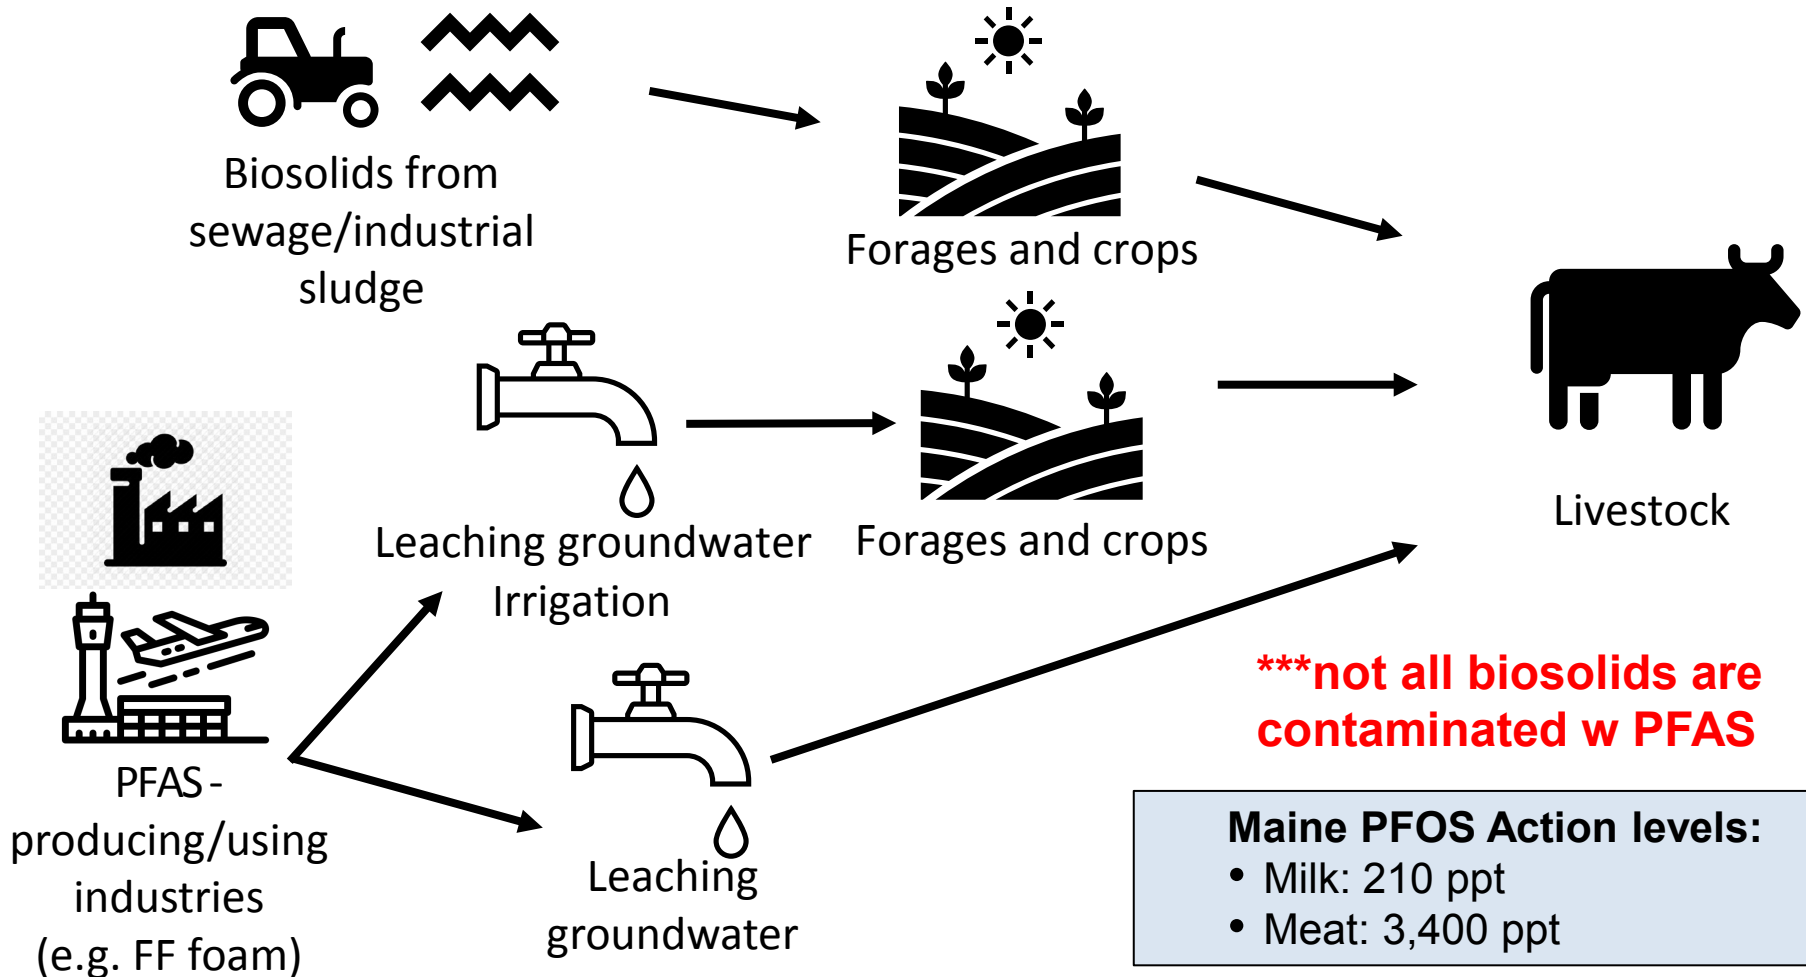 Biosolids from
sewage/industrial
sludge
Forages and crops
Leaching groundwater
Irrigation
Forages and crops
Livestock
PFAS -
producing/using
industries
(e.g. FF foam)
Leaching
groundwater
***not all biosolids are
contaminated w PFAS
Maine PFOS Action levels:
• Milk: 210 ppt
• Meat: 3,400 ppt